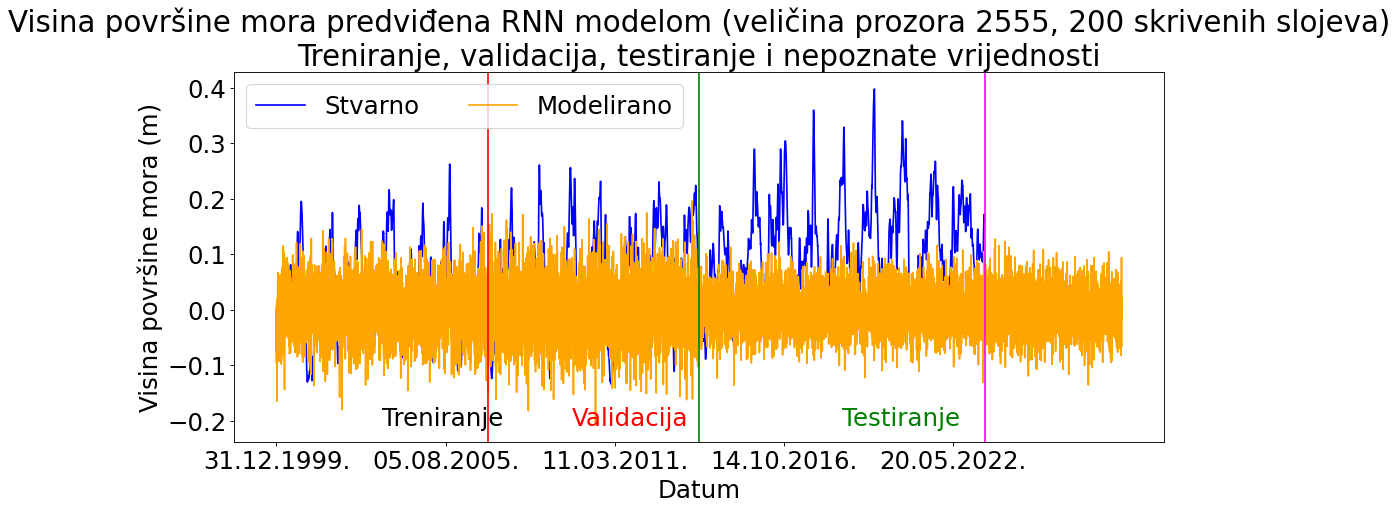 Visina površine mora predviđena RNN modelom (veličina prozora 2555, 200 skrivenih slojeva)
Treniranje, validacija, testiranje i nepoznate vrijednosti
Stvarno Modelirano
Visina površine mora (m)
0.4
0.3
0.2
0.1
0.0
−0.1
−0.2
Treniranje Validacija Testiranje
31.12.1999. 05.08.2005. 11.03.2011. 14.10.2016. 20.05.2022.
Datum